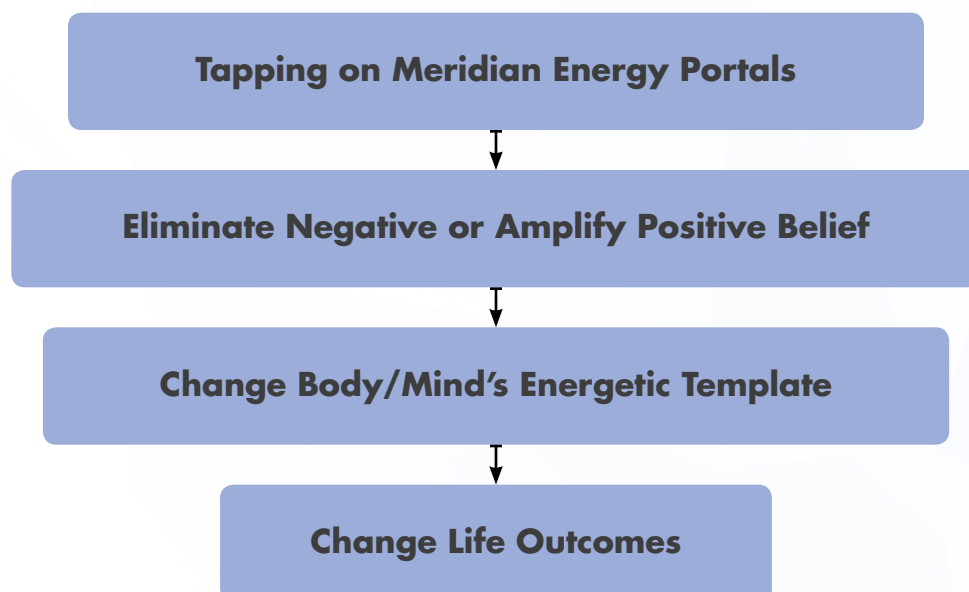 Tapping on Meridian Energy Portals
Eliminate Negative or Amplify Positive Belief
Change Body/Mind’s Energetic Template
Change Life Outcomes